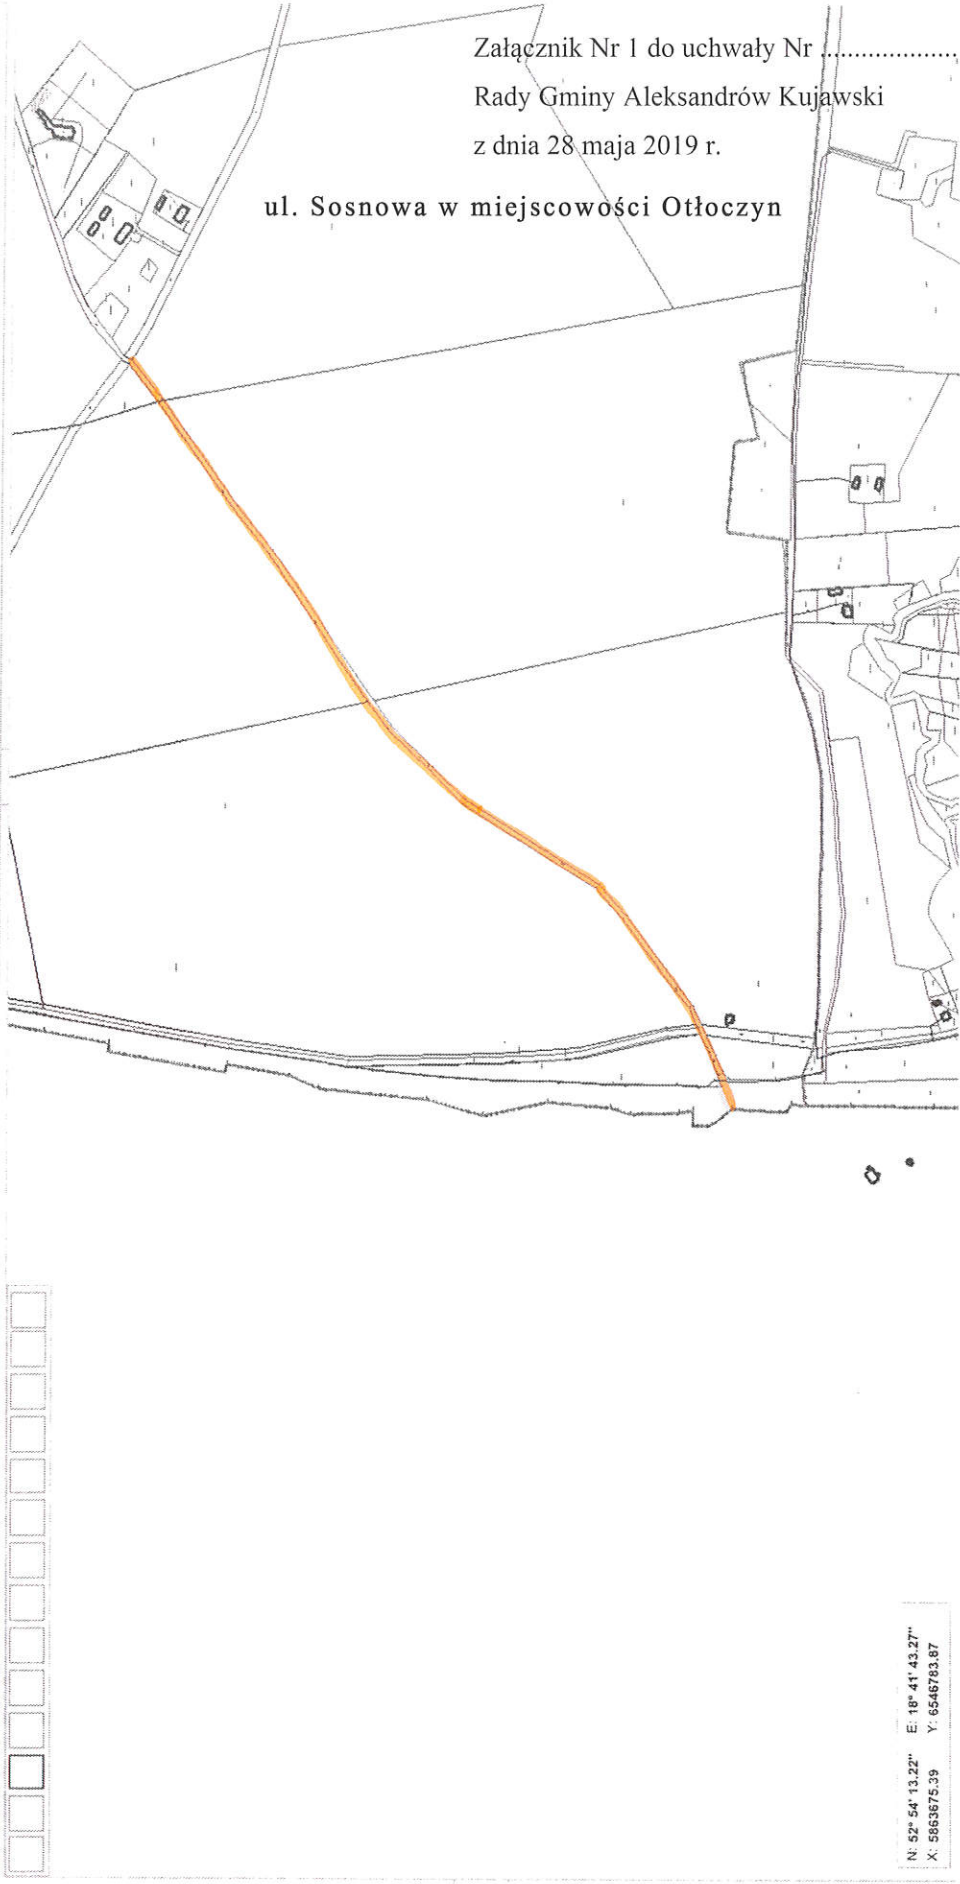 Załącznik Nr 1 do uchwały Nr ....................
Rady Gminy Aleksandrów Kujawski
z dnia 28 maja 2019 r.
ul. Sosnowa w miejscowości Otłoczyn
N: 52° 54' 13.22" E: 18° 41' 43.27"
X: 5863675.39 Y: 6546783.87